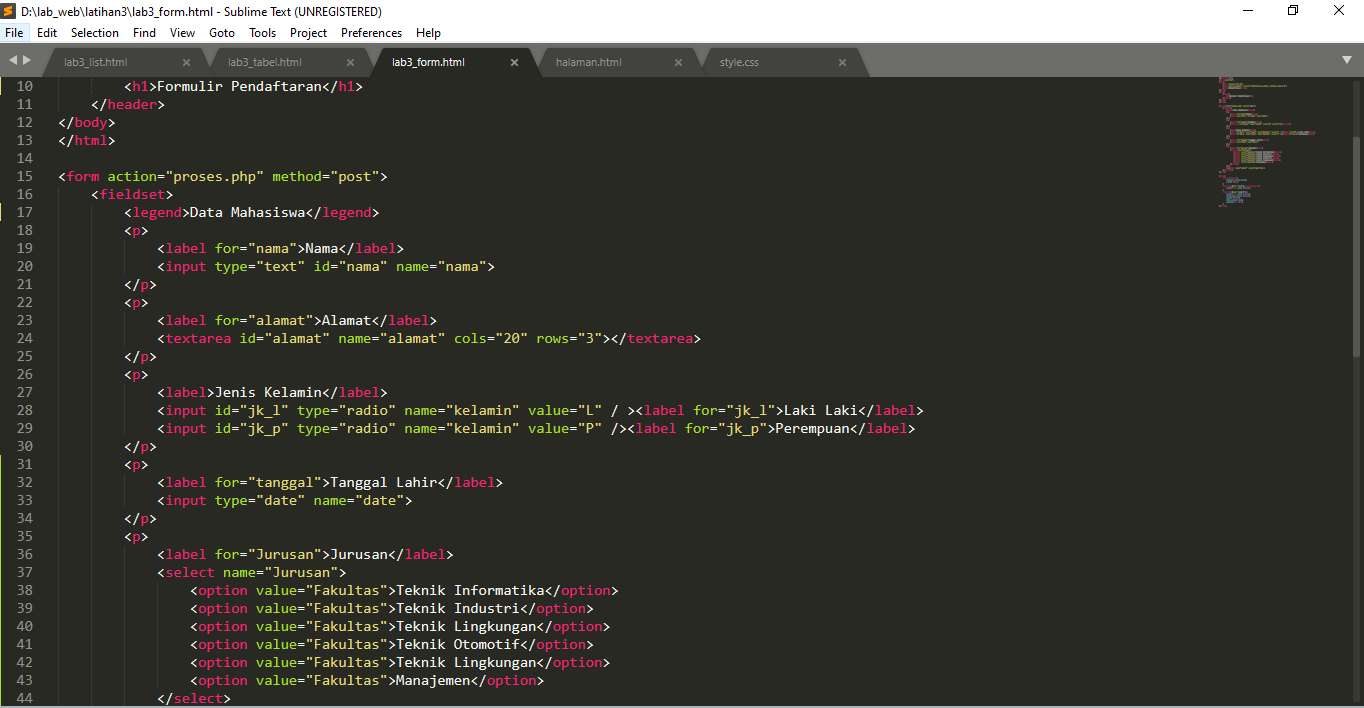 D:\lab_web\latihan3\lab3_form.html - Sublime Text (UNREGISTERED)
File Edit Selection Find View Goto Tools Project Preferences Help
lab3_list.html lab3_tabel.html lab3_form.html halaman.html style.css
10 <h1>Formulir Pendaftaran</h1>
11 </header>
12 </body>
13 </html>
14
15 <form action="proses.php" method="post">
16 <fieldset>
17 <legend>Data Mahasiswa</legend>
18 <p>
19 <label for="nama">Nama</label>
20 <input type="text" id="nama" name="nama">
21 </p>
22 <p>
23 <label for="alamat">Alamat</label>
24 <textarea id="alamat" name="alamat" cols="20" rows="3"></textarea>
25 </p>
26 <p>
27 <label>Jenis Kelamin</label>
28 <input id="jk_l" type="radio" name="kelamin" value="L" / ><label for="jk_l">Laki Laki</label>
29 <input id="jk_p" type="radio" name="kelamin" value="P" /><label for="jk_p">Perempuan</label>
30 </p>
31 <p>
32 <label for="tanggal">Tanggal Lahir</label>
33 <input type="date" name="date">
34 </p>
35 <p>
36 <label for="Jurusan">Jurusan</label>
37 <select name="Jurusan">
38 <option value="Fakultas">Teknik Informatika</option>
39 <option value="Fakultas">Teknik Industri</option>
40 <option value="Fakultas">Teknik Lingkungan</option>
41 <option value="Fakultas">Teknik Otomotif</option>
42 <option value="Fakultas">Teknik Lingkungan</option>
43 <option value="Fakultas">Manajemen</option>
44 </select>